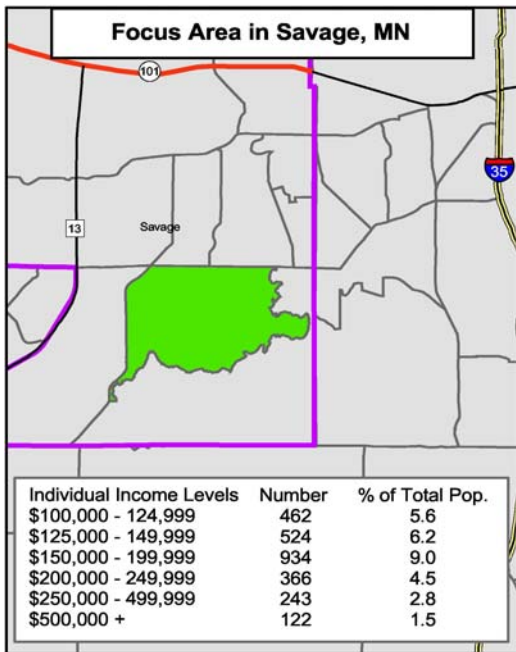 Focus Area in Savage, MN
101
35
13
Savage
Individual Income Levels Number % of Total Pop.
$100,000 - 124,999 462 5.6
$125,000 - 149,999 524 6.2
$150,000 - 199,999 934 9.0
$200,000 - 249,999 366 4.5
$250,000 - 499,999 243 2.8
$500,000 + 122 1.5